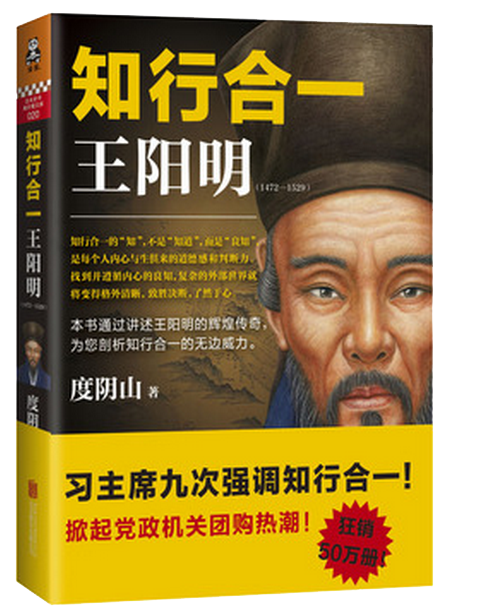 知行合一
王阳明
(1472—1529)
知行合一的“知”,不是“知道”,而是“良知”,
是每个人内心与生俱来的道德感和判断力。
找到并遵循内心的良知,复杂的外部世界就
将变得格外清晰,致胜决断,了然于心。
本书通过讲述王阳明的辉煌传奇,
为您剖析知行合一的无边威力。
度阴山 著
习主席九次强调知行合一!
掀起党政机关团购热潮!
狂销
50万册!
020
知行合一
王阳明
度阴